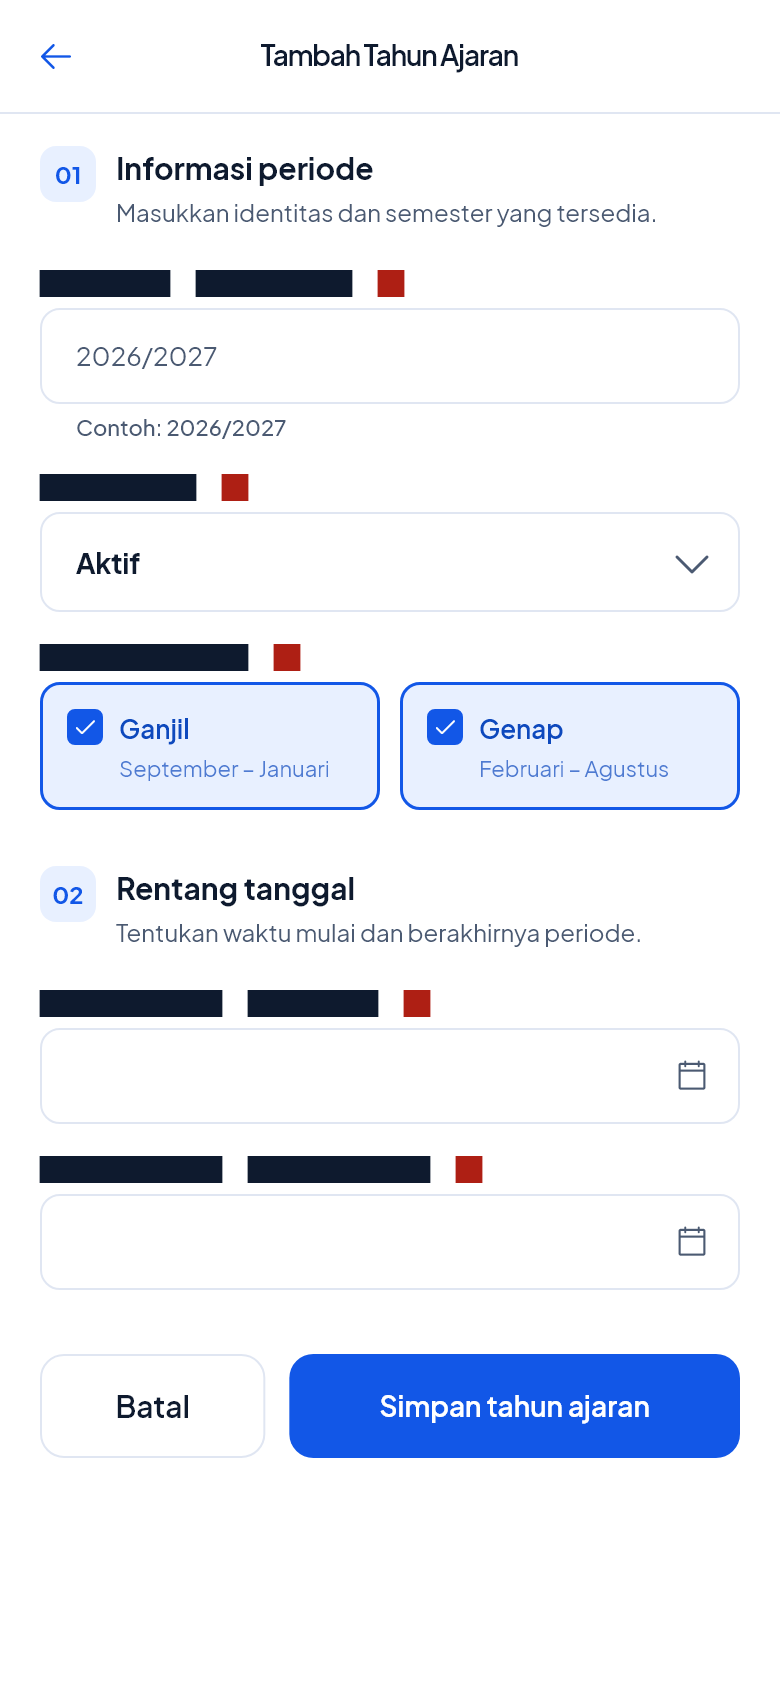 Tambah Tahun Ajaran
01
Informasi periode
Masukkan identitas dan semester yang tersedia.
2026/2027
Contoh: 2026/2027
Aktif
Ganjil
September – Januari
Genap
Februari – Agustus
02
Rentang tanggal
Tentukan waktu mulai dan berakhirnya periode.
Batal
Simpan tahun ajaran